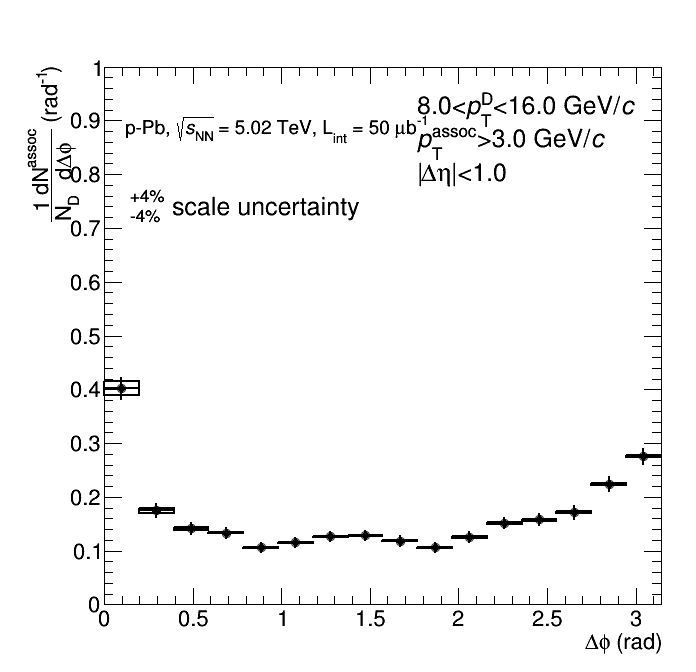 1 dN^assoc
N_D dΔϕ (rad^-1)
p-Pb, √s_NN = 5.02 TeV, L_int = 50 μb^-1
8.0<p_T^D<16.0 GeV/c
p_T^assoc>3.0 GeV/c
|Δη|<1.0
+4%
-4% scale uncertainty
1
0.9
0.8
0.7
0.6
0.5
0.4
0.3
0.2
0.1
0
0 0.5 1 1.5 2 2.5 3
Δϕ (rad)